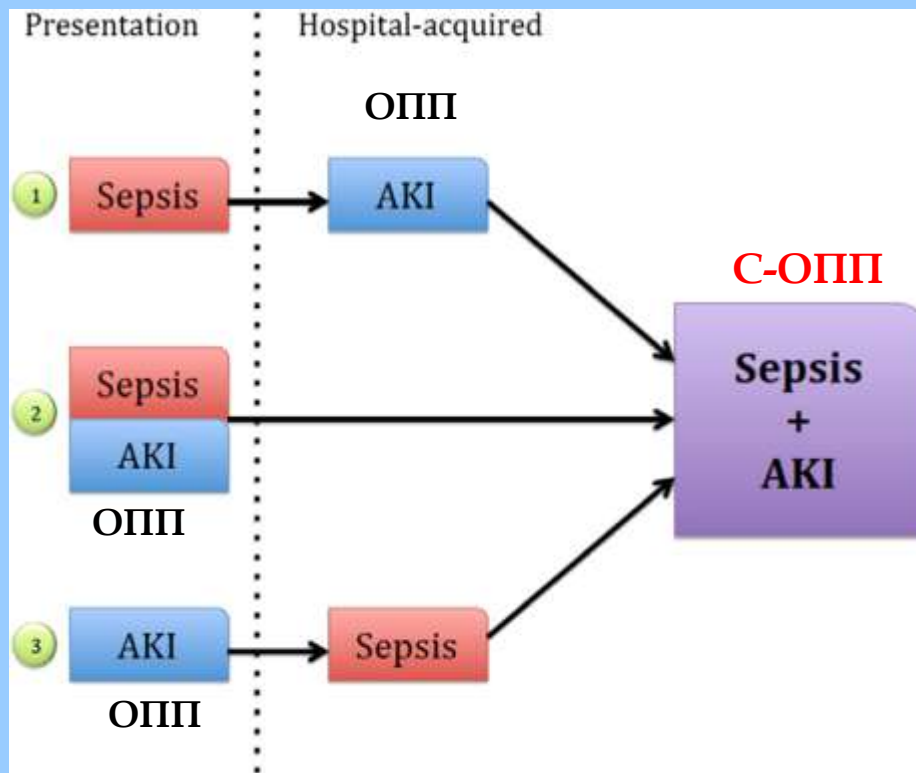 Presentation
Hospital-acquired
ОПП
1
Sepsis
AKI
С-ОПП
2
Sepsis
AKI
ОПП
Sepsis
+
AKI
3
AKI
Sepsis
ОПП